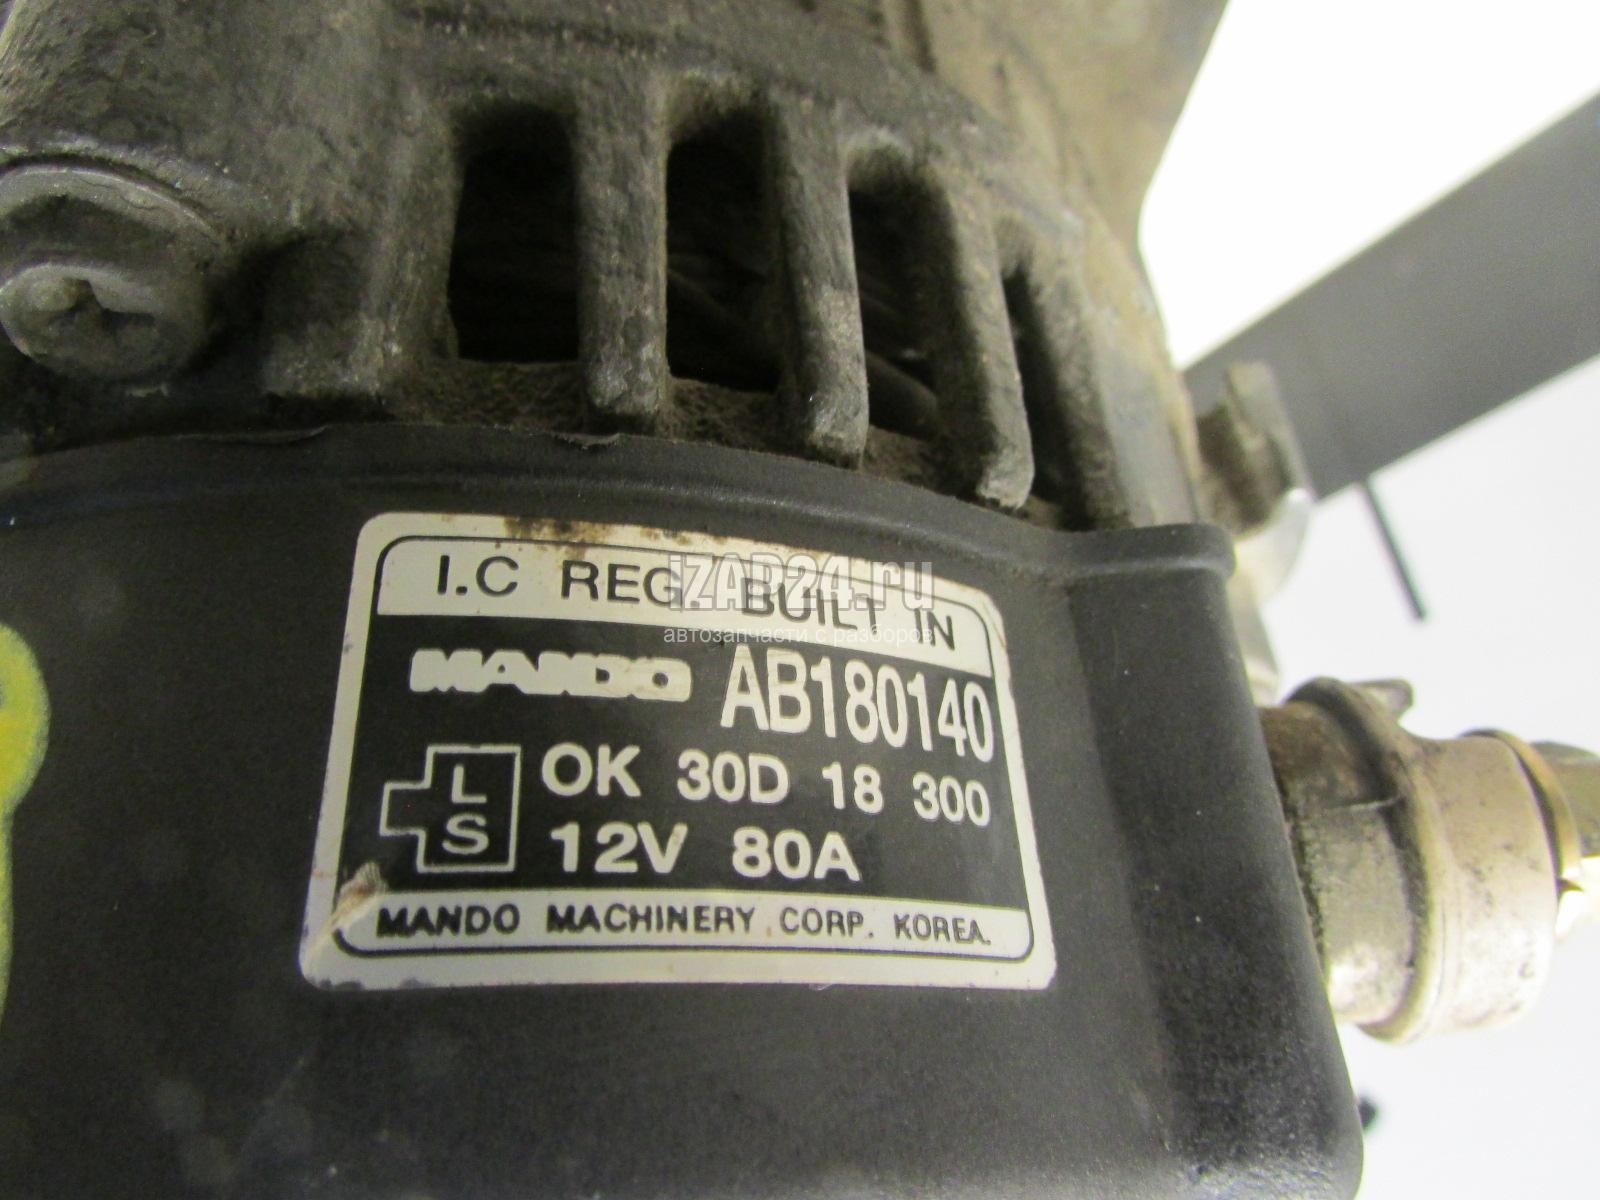 I.C REG. BUILT IN
iZAP24.ru
автозапчасти с разборов
MANDO AB180140
L S
OK 30D 18 300
12V 80A
MANDO MACHINERY CORP. KOREA.